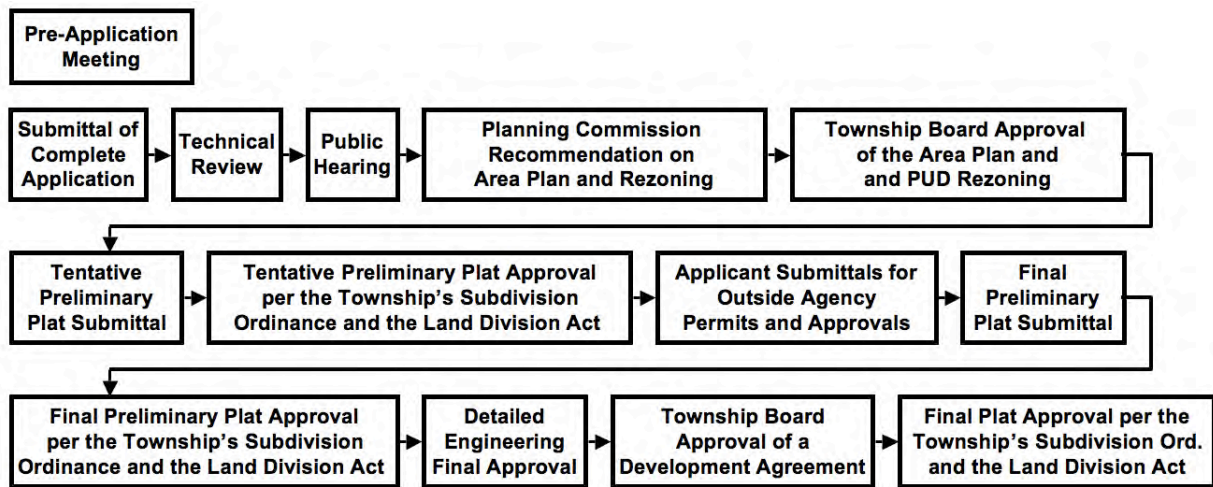 Pre-Application
Meeting
Submittal of
Complete
Application
Technical
Review
Public
Hearing
Planning Commission
Recommendation on
Area Plan and Rezoning
Township Board Approval
of the Area Plan and
and PUD Rezoning
Tentative
Preliminary
Plat Submittal
Tentative Preliminary Plat Approval
per the Township's Subdivision
Ordinance and the Land Division Act
Applicant Submittals for
Outside Agency
Permits and Approvals
Final
Preliminary
Plat Submittal
Final Preliminary Plat Approval
per the Township's Subdivision
Ordinance and the Land Division Act
Detailed
Engineering
Final Approval
Township Board
Approval of a
Development Agreement
Final Plat Approval per the
Township's Subdivision Ord.
and the Land Division Act